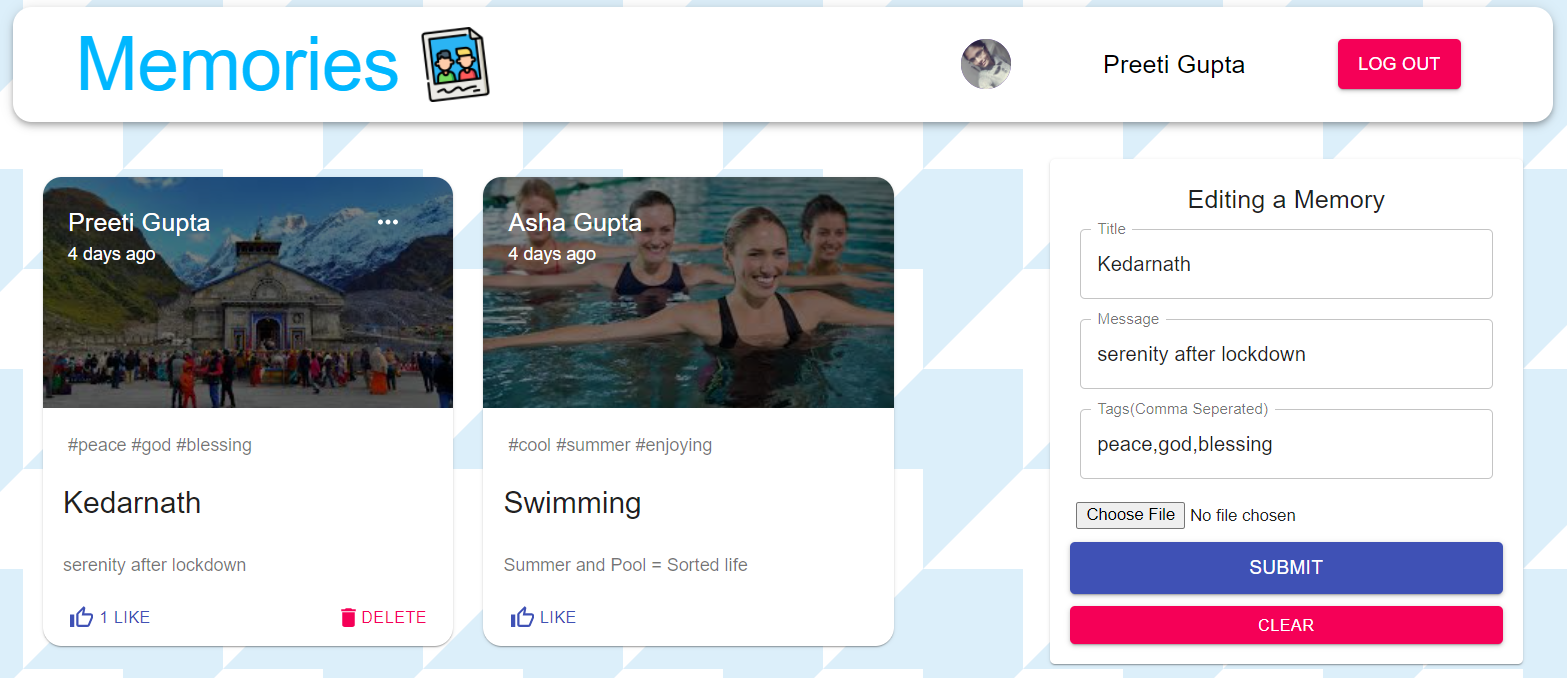 Memories
Preeti Gupta
LOG OUT
Preeti Gupta
4 days ago
#peace #god #blessing
Kedarnath
serenity after lockdown
1 LIKE
DELETE
Asha Gupta
4 days ago
#cool #summer #enjoying
Swimming
Summer and Pool = Sorted life
LIKE
Editing a Memory
Title
Kedarnath
Message
serenity after lockdown
Tags(Comma Seperated)
peace,god,blessing
Choose File No file chosen
SUBMIT
CLEAR